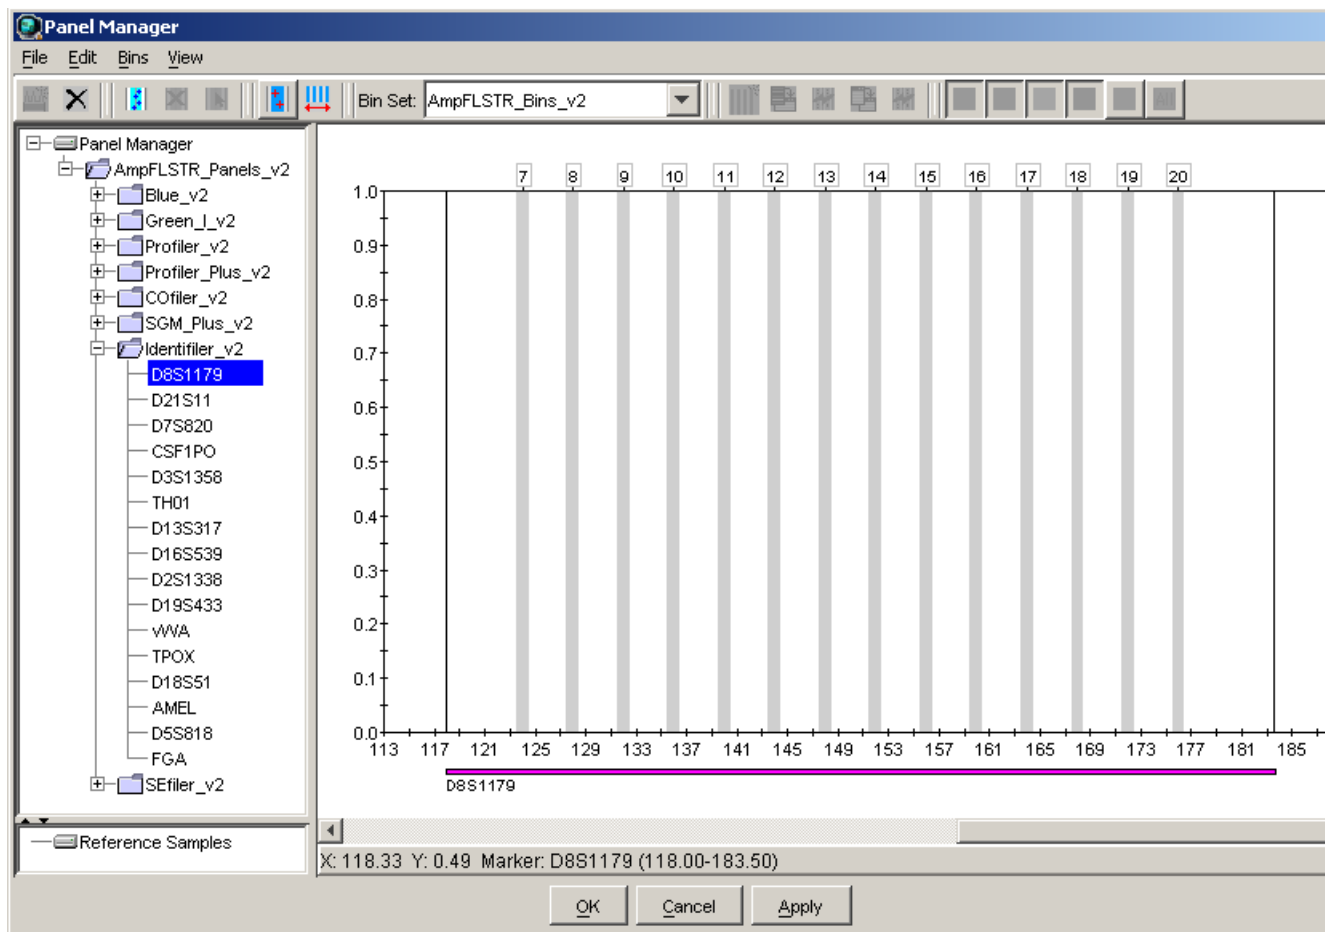 Panel Manager
File Edit Bins View
Bin Set: AmpFLSTR_Bins_v2
Panel Manager
AmpFLSTR_Panels_v2
Blue_v2
Green_I_v2
Profiler_v2
Profiler_Plus_v2
COfiler_v2
SGM_Plus_v2
Identifiler_v2
D8S1179
D21S11
D7S820
CSF1PO
D3S1358
TH01
D13S317
D16S539
D2S1338
D19S433
vWA
TPOX
D18S51
AMEL
D5S818
FGA
SEfiler_v2
Reference Samples
7 8 9 10 11 12 13 14 15 16 17 18 19 20
1.0
0.9
0.8
0.7
0.6
0.5
0.4
0.3
0.2
0.1
0.0
113 117 121 125 129 133 137 141 145 149 153 157 161 165 169 173 177 181 185
D8S1179
X: 118.33 Y: 0.49 Marker: D8S1179 (118.00-183.50)
OK Cancel Apply